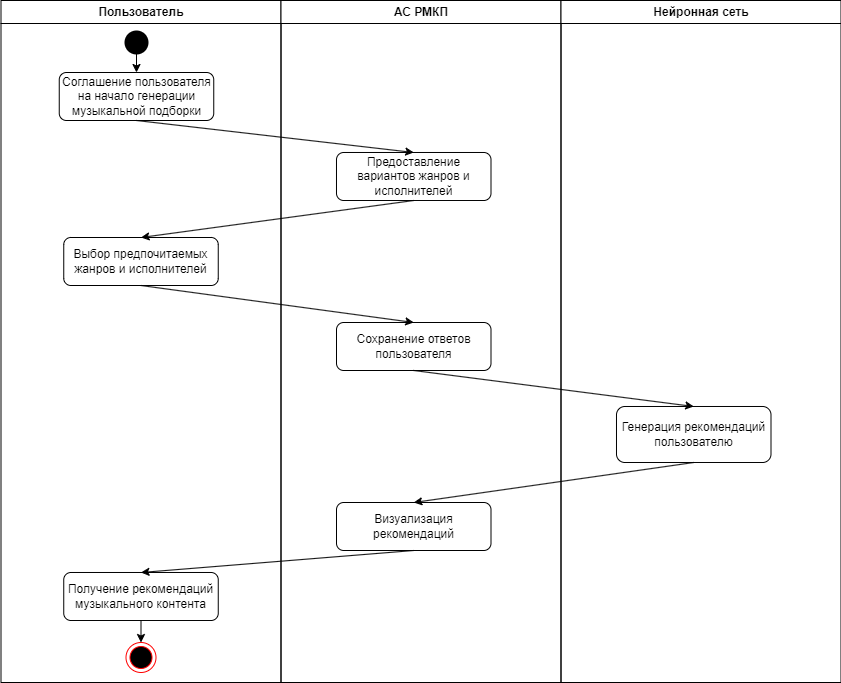 Пользователь
АС РМКП
Нейронная сеть
Соглашение пользователя
на начало генерации
музыкальной подборки
Предоставление
вариантов жанров и
исполнителей
Выбор предпочитаемых
жанров и исполнителей
Сохранение ответов
пользователя
Генерация рекомендаций
пользователю
Визуализация
рекомендаций
Получение рекомендаций
музыкального контента